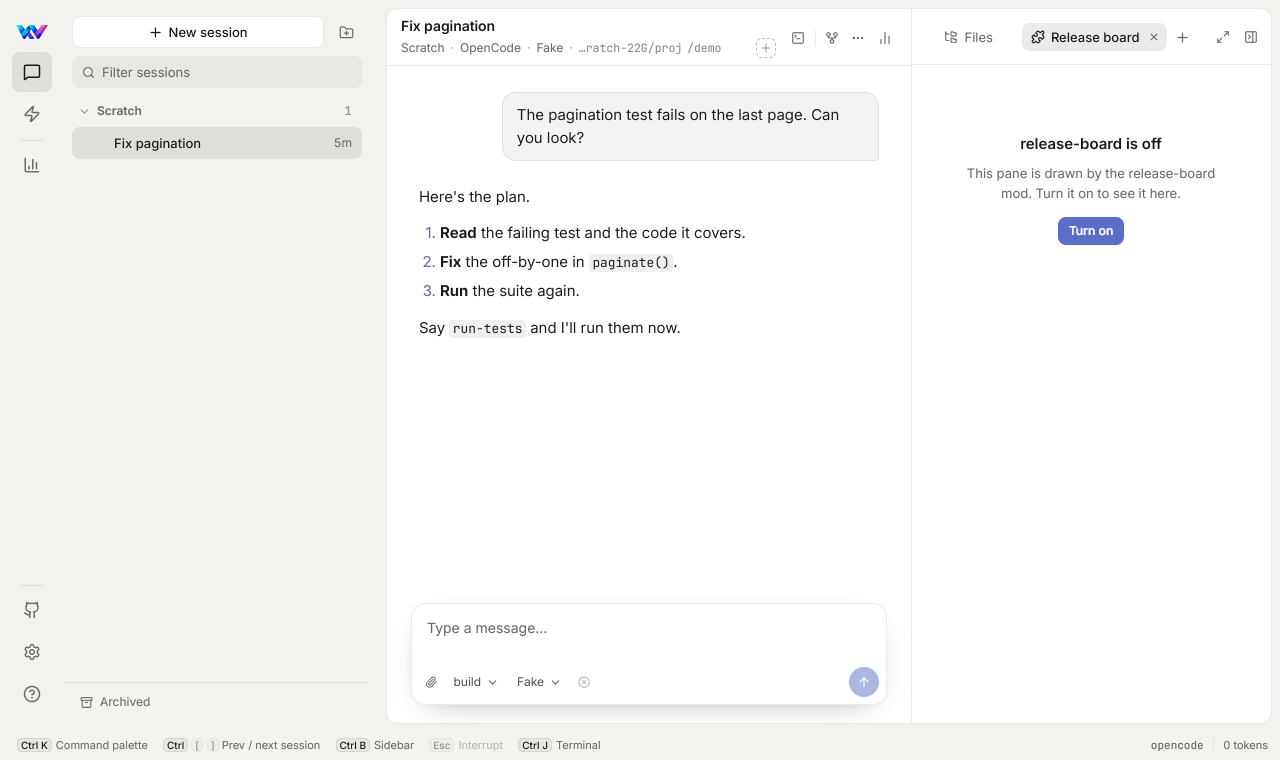 New session
Filter sessions
Scratch 1
Fix pagination 5m
Archived
Fix pagination
Scratch · OpenCode · Fake · …ratch-22G/proj /demo
The pagination test fails on the last page. Can
you look?
Here's the plan.
1. Read the failing test and the code it covers.
2. Fix the off-by-one in paginate().
3. Run the suite again.
Say run-tests and I'll run them now.
Type a message…
build Fake
Files Release board
release-board is off
This pane is drawn by the release-board
mod. Turn it on to see it here.
Turn on
Ctrl K Command palette · Ctrl [ ] Prev / next session · Ctrl B Sidebar · Esc Interrupt · Ctrl J Terminal
opencode 0 tokens